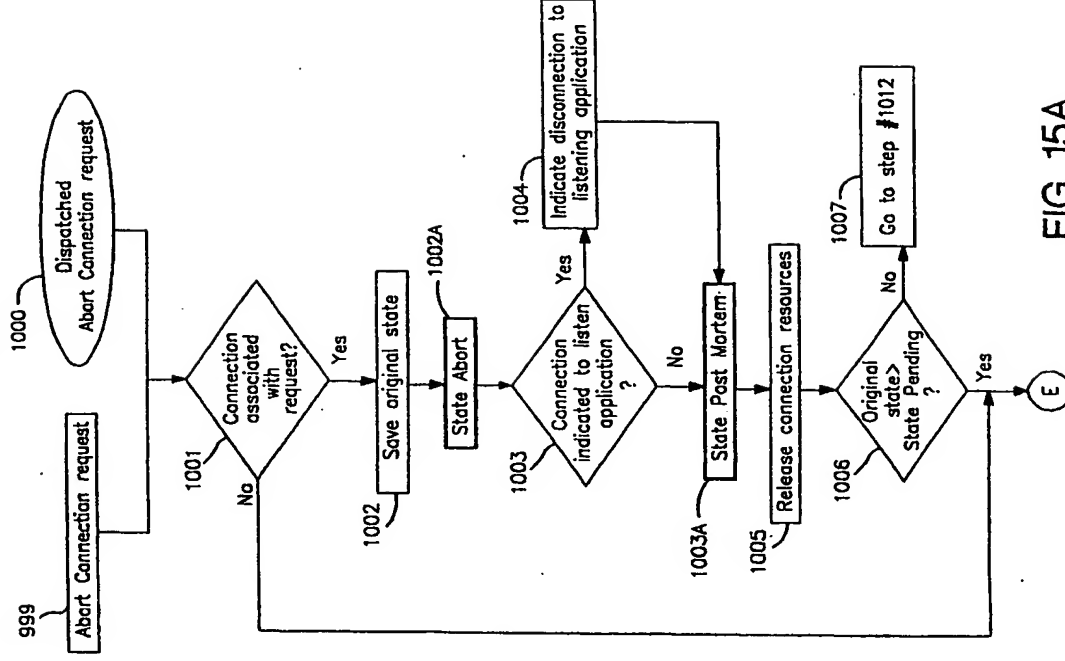 999
Abort Connection request
1000
Dispatched
Abort Connection request
1001
Connection
associated
with
request?
No
Yes
1002
Save original state
1002A
State Abort
1003
Connection
indicated to listen
application
?
Yes
No
1004
Indicate disconnection to
listening application
1003A
State Post Mortem
1005
Release connection resources
1006
Original
state>
State Pending
?
No
Yes
1007
Go to step #1012
E
FIG. 15A